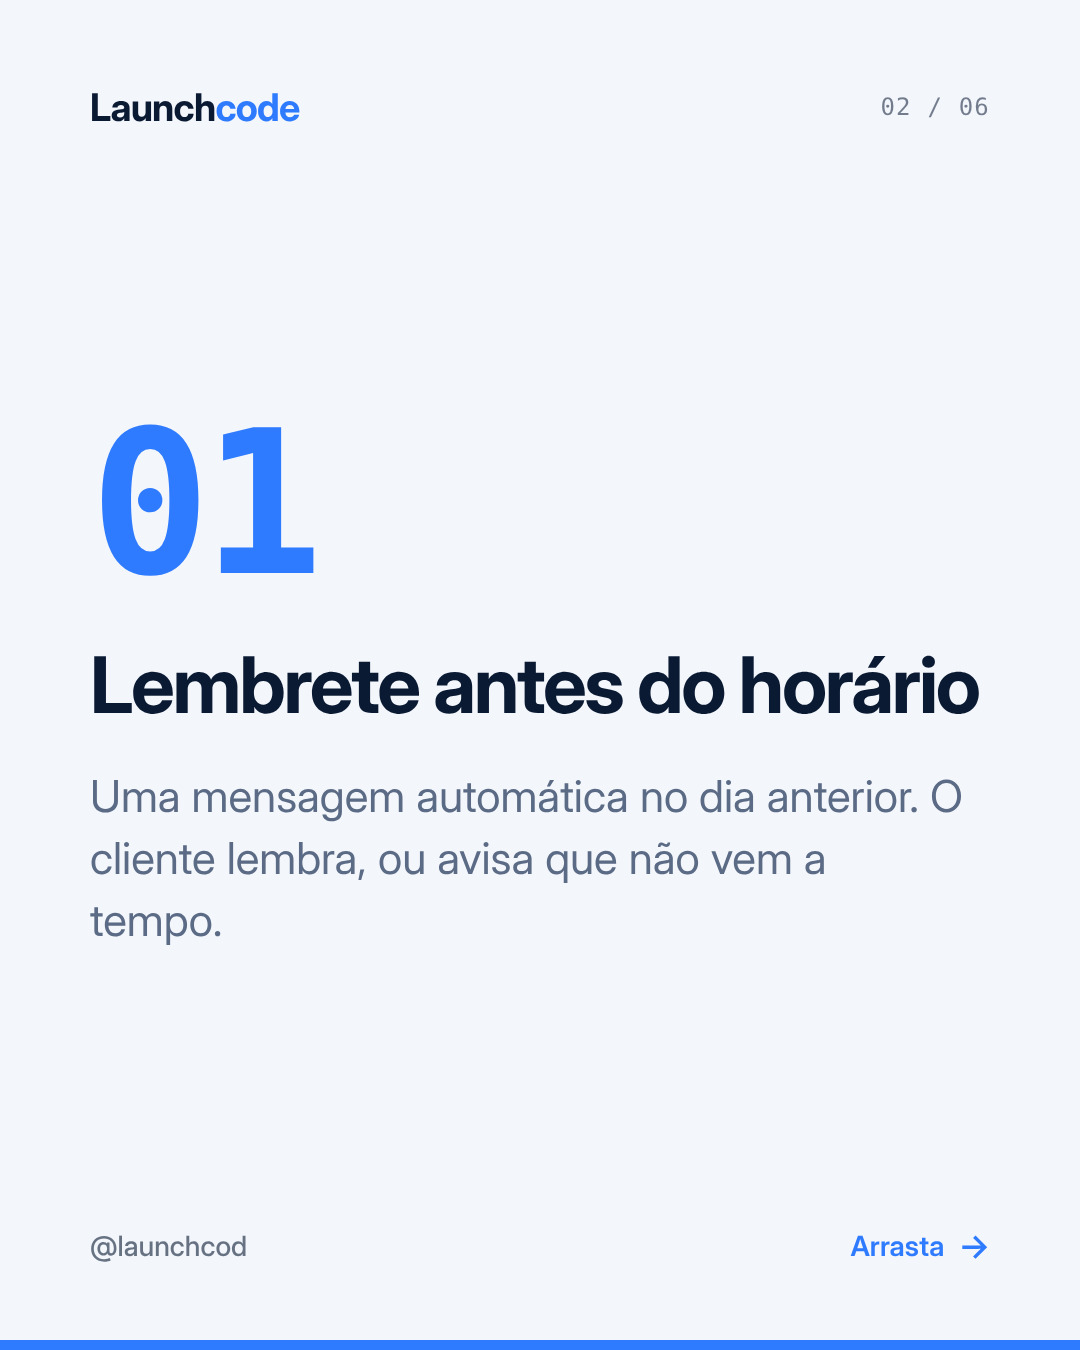 Launchcode
02 / 06
01
Lembrete antes do horário
Uma mensagem automática no dia anterior. O
cliente lembra, ou avisa que não vem a
tempo.
@launchcod
Arrasta →